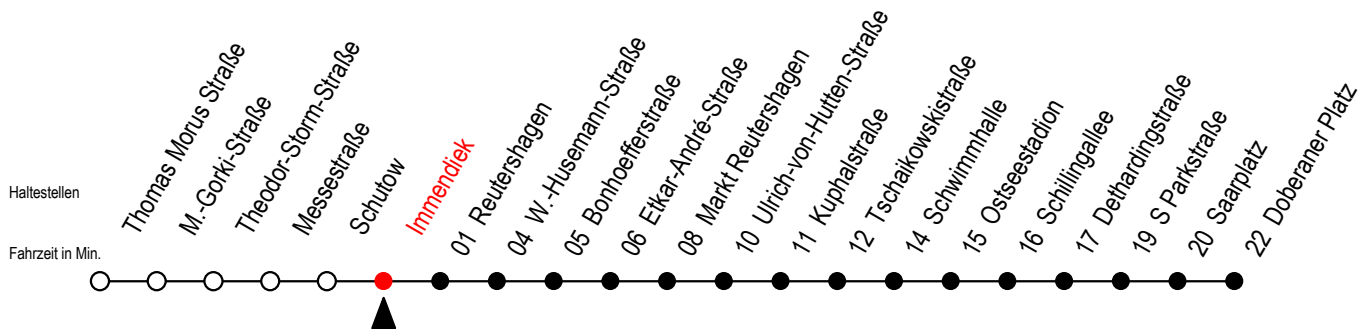 Haltestellen
Fahrzeit in Min.
Thomas Morus Straße
M.-Gorki-Straße
Theodor-Storm-Straße
Messestraße
Schutow
Immendiek
01 Reutershagen
04 W.-Husemann-Straße
05 Bonhoefferstraße
06 Etkar-André-Straße
08 Markt Reutershagen
10 Ulrich-von-Hutten-Straße
11 Kuphalstraße
12 Tschaikowskistraße
14 Schwimmhalle
15 Ostseestadion
16 Schillingallee
17 Dethardingstraße
19 S Parkstraße
20 Saarplatz
22 Doberaner Platz